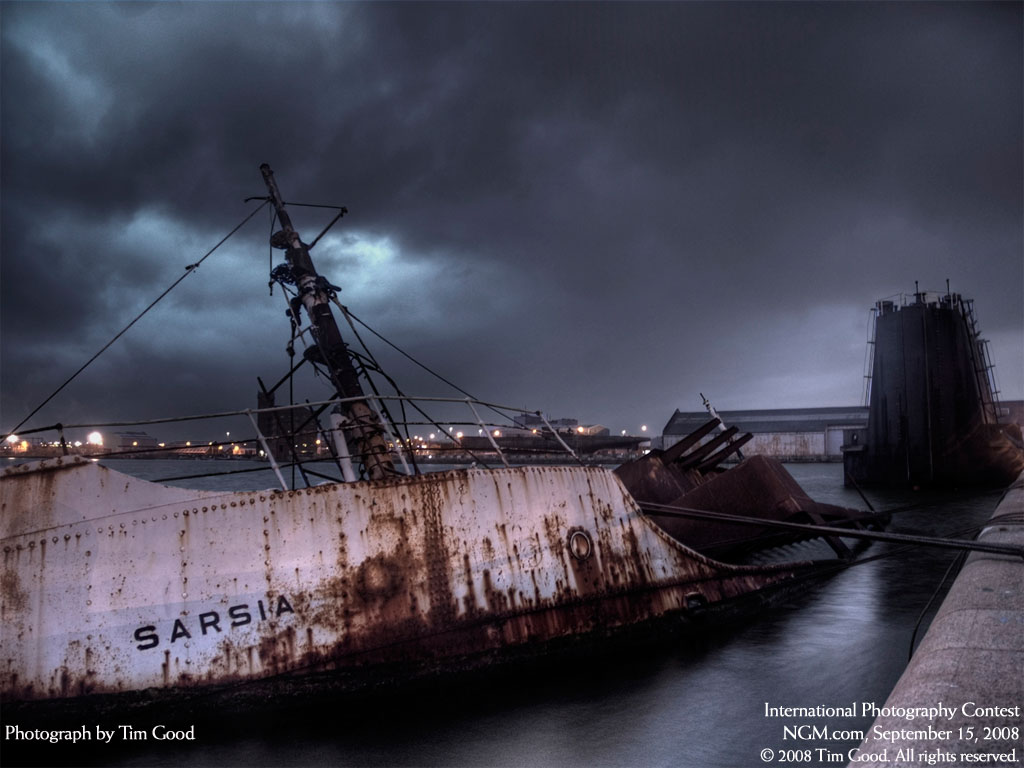 SARSIA
Photograph by Tim Good
International Photography Contest
NGM.com, September 15, 2008
© 2008 Tim Good. All rights reserved.